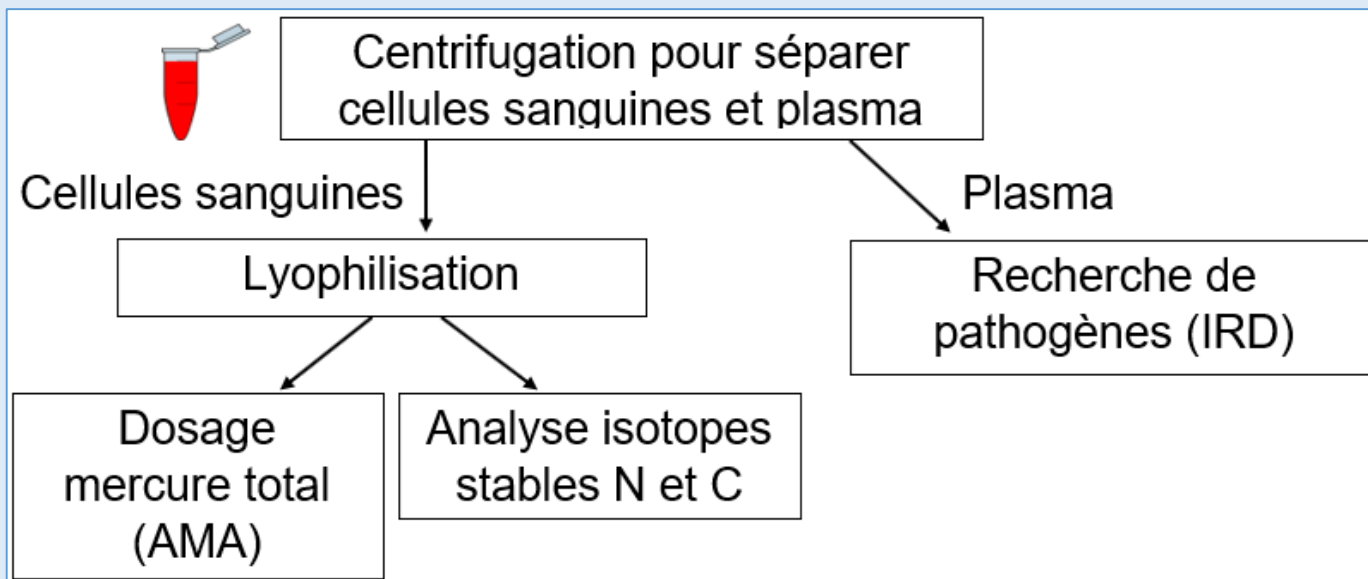 Centrifugation pour séparer
cellules sanguines et plasma
Cellules sanguines
Plasma
Lyophilisation
Recherche de
pathogènes (IRD)
Dosage
mercure total
(AMA)
Analyse isotopes
stables N et C